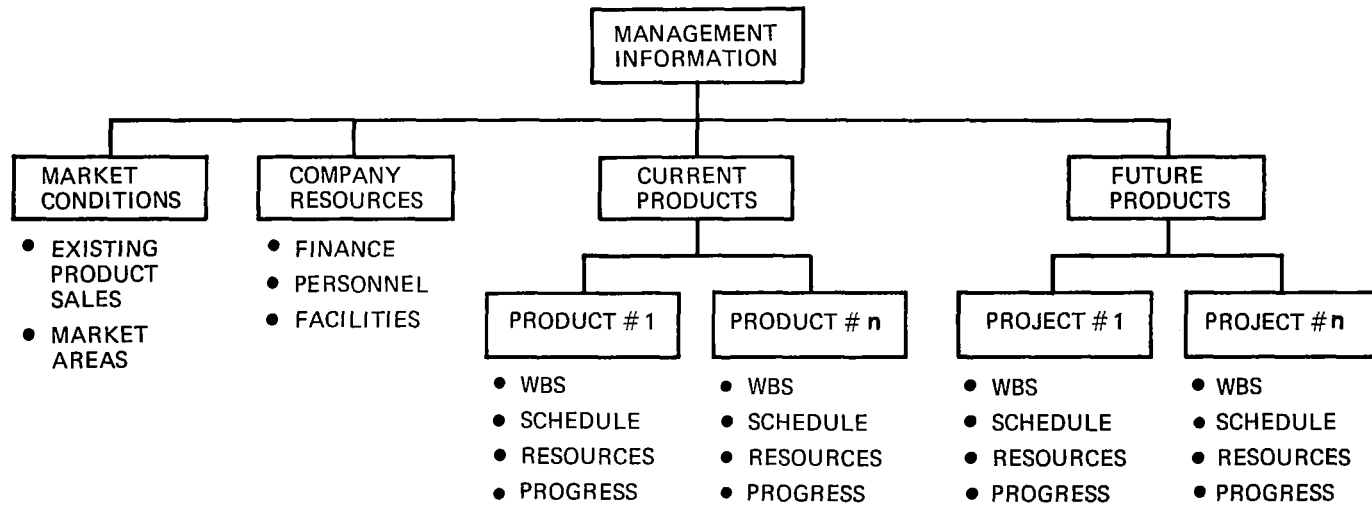 MANAGEMENT
INFORMATION
MARKET
CONDITIONS
COMPANY
RESOURCES
CURRENT
PRODUCTS
FUTURE
PRODUCTS
● EXISTING
PRODUCT
SALES
● MARKET
AREAS
● FINANCE
● PERSONNEL
● FACILITIES
PRODUCT #1
PRODUCT #n
PROJECT #1
PROJECT #n
● WBS
● SCHEDULE
● RESOURCES
● PROGRESS
● WBS
● SCHEDULE
● RESOURCES
● PROGRESS
● WBS
● SCHEDULE
● RESOURCES
● PROGRESS
● WBS
● SCHEDULE
● RESOURCES
● PROGRESS